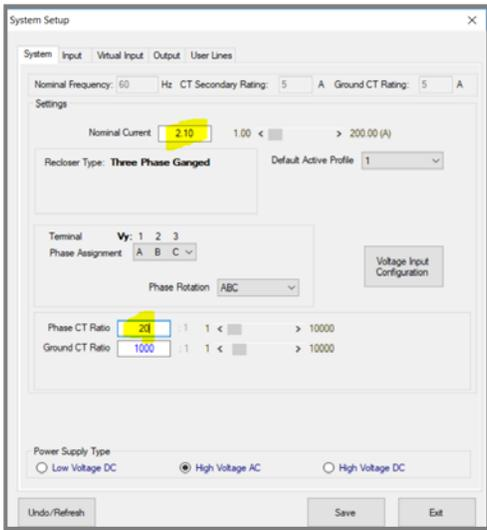 System Setup
System Input Virtual Input Output User Lines
Nominal Frequency: 60 Hz CT Secondary Rating: 5 A Ground CT Rating: 5 A
Settings
Nominal Current 2.10 1.00 < > 200.00 (A)
Recloser Type: Three Phase Ganged Default Active Profile 1
Terminal Vy: 1 2 3
Phase Assignment A B C
Voltage Input
Configuration
Phase Rotation ABC
Phase CT Ratio 20 : 1 1 < > 10000
Ground CT Ratio 1000 : 1 1 < > 10000
Power Supply Type
Low Voltage DC High Voltage AC High Voltage DC
Undo/Refresh Save Exit